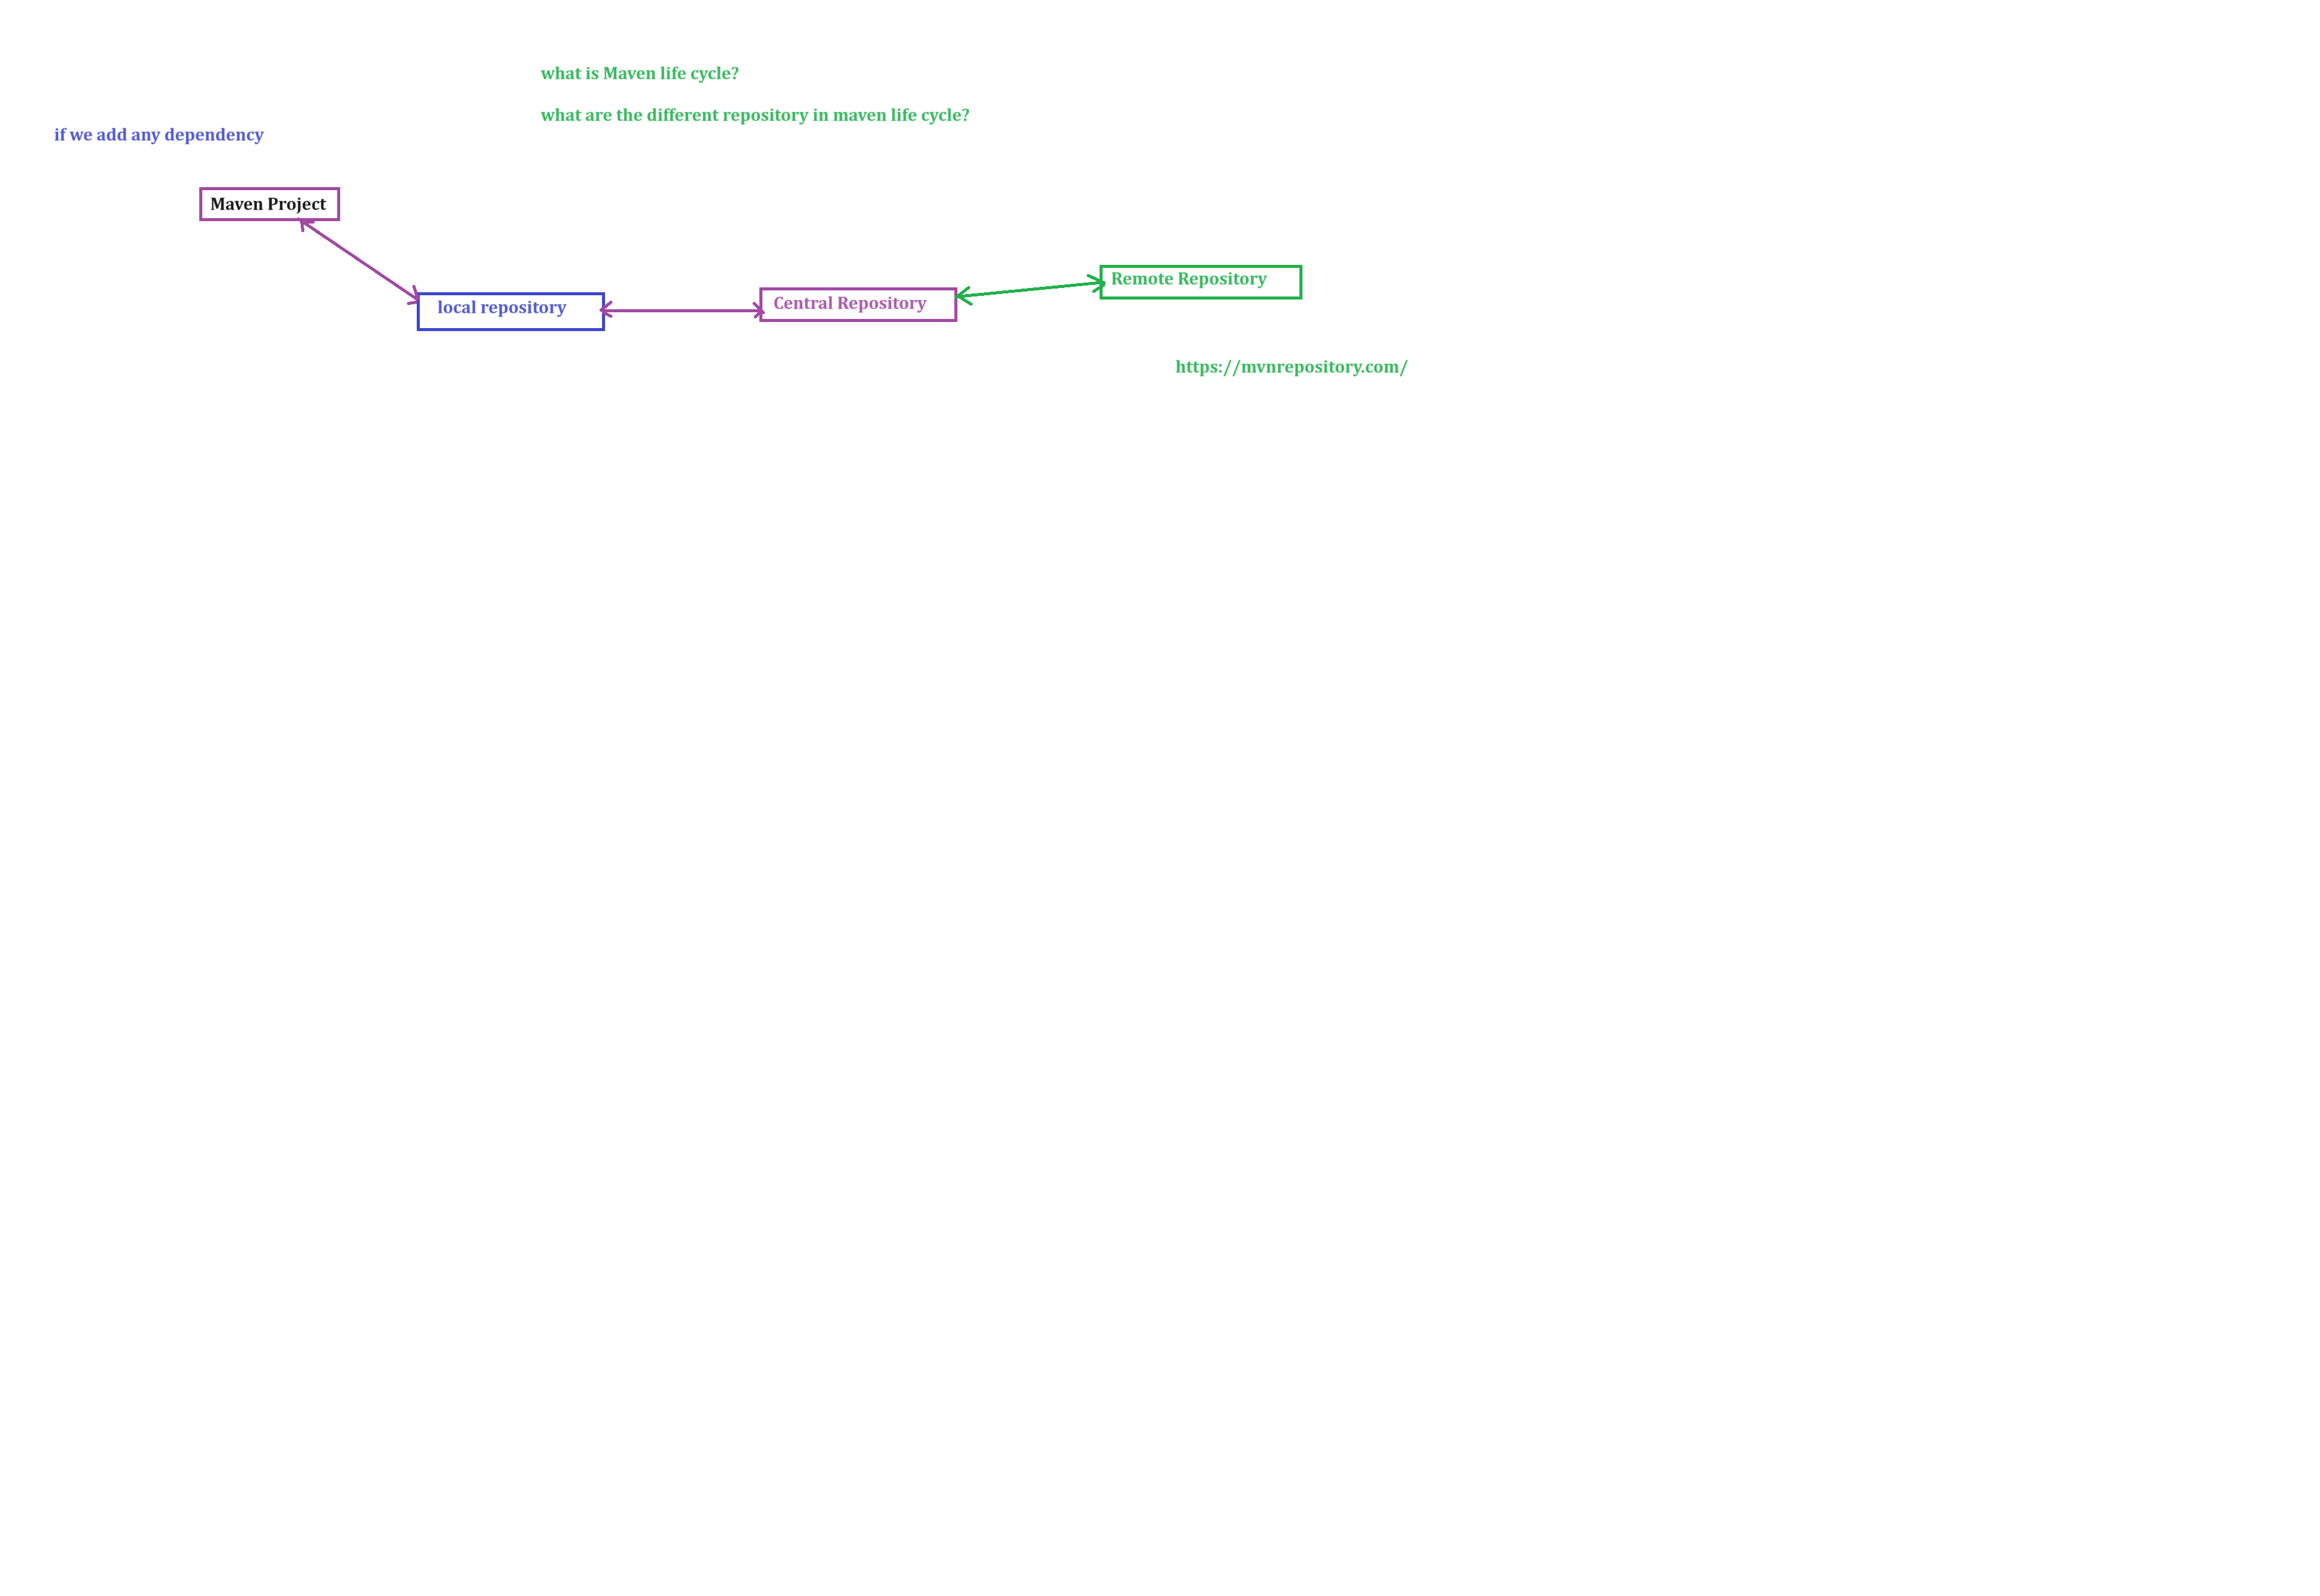 what is Maven life cycle?
what are the different repository in maven life cycle?
if we add any dependency
Maven Project
local repository
Central Repository
Remote Repository
https://mvnrepository.com/